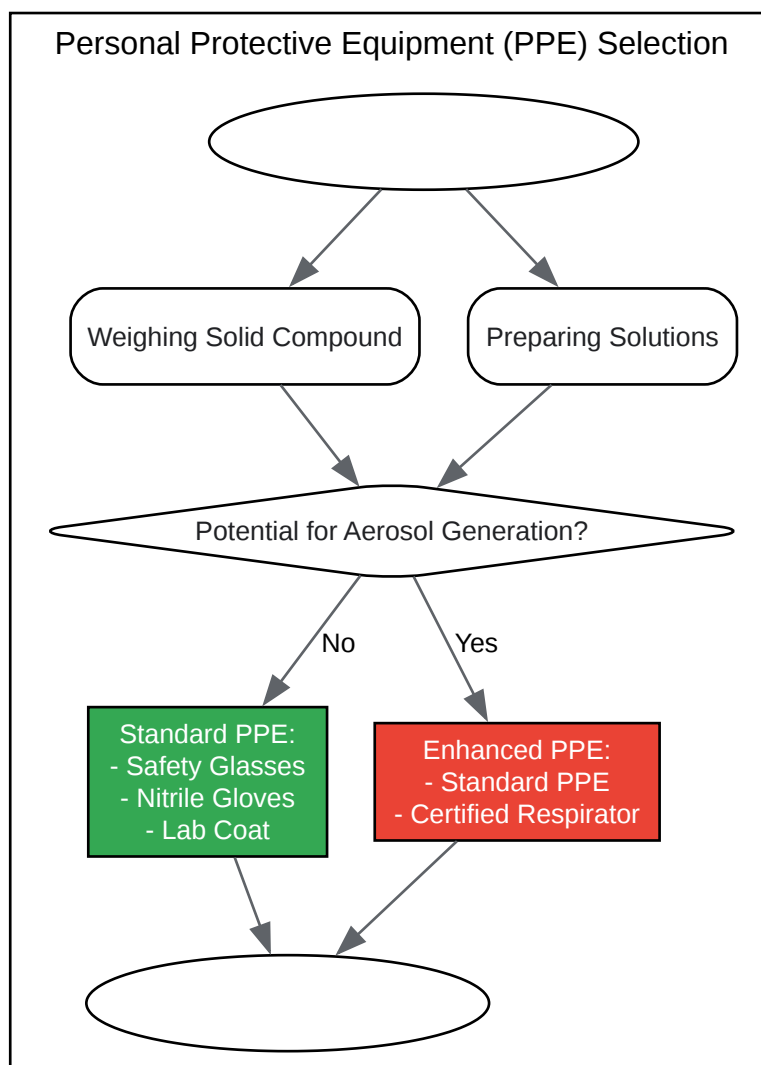 Personal Protective Equipment (PPE) Selection
Weighing Solid Compound
Preparing Solutions
Potential for Aerosol Generation?
No
Yes
Standard PPE:
- Safety Glasses
- Nitrile Gloves
- Lab Coat
Enhanced PPE:
- Standard PPE
- Certified Respirator